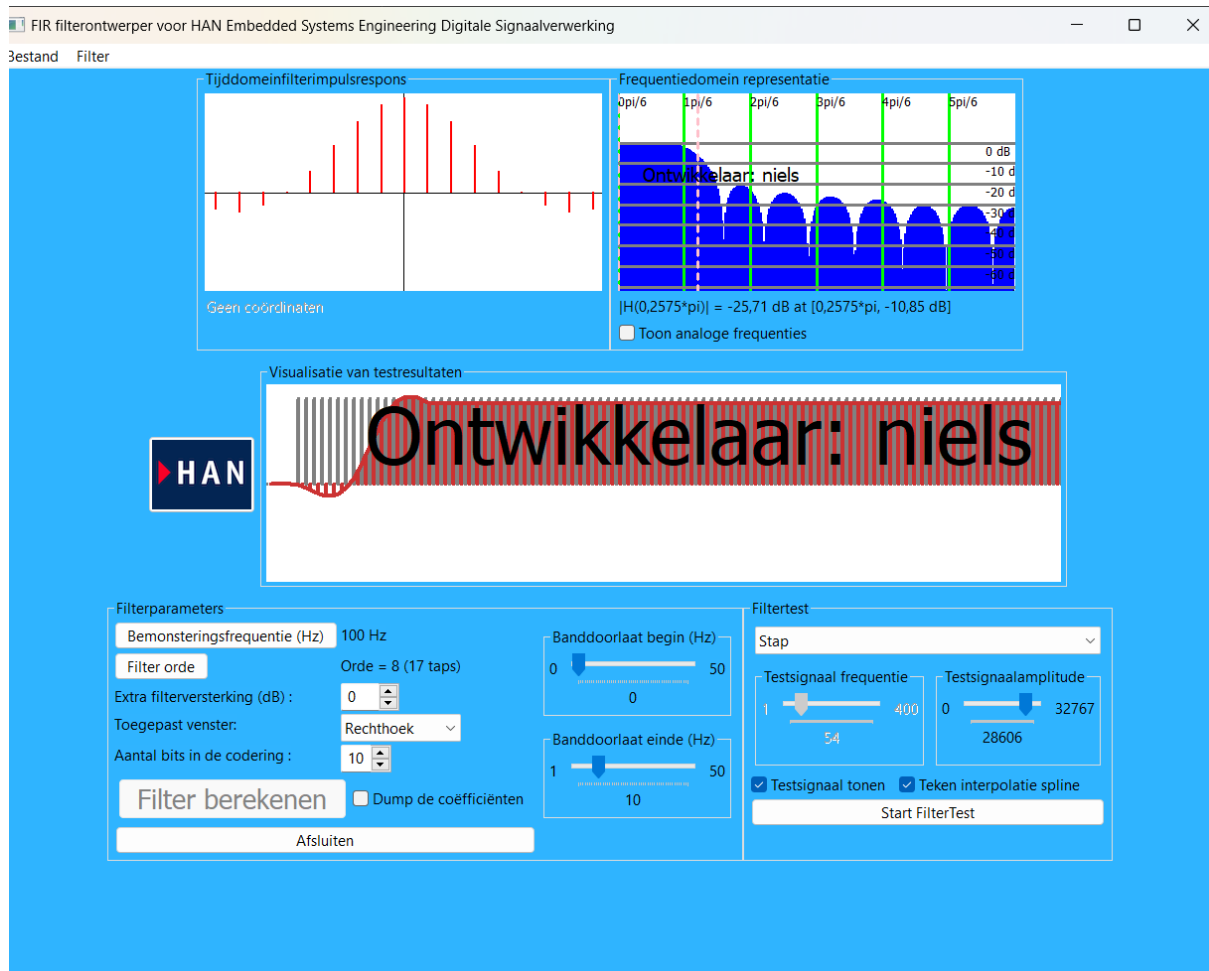 FIR filterontwerper voor HAN Embedded Systems Engineering Digitale Signaalverwerking
Bestand Filter
Tijddomeinfilterimpulsrespons
Geen coördinaten
Frequentiedomein representatie
0pi/6 1pi/6 2pi/6 3pi/6 4pi/6 5pi/6
0 dB
-10 d
Ontwikkelaar: niels
-20 d
-30 d
-40 d
-50 d
-60 d
|H(0,2575*pi)| = -25,71 dB at [0,2575*pi, -10,85 dB]
Toon analoge frequenties
Visualisatie van testresultaten
Ontwikkelaar: niels
HAN
Filterparameters
Bemonsteringsfrequentie (Hz) 100 Hz
Filter orde Orde = 8 (17 taps)
Extra filterversterking (dB) : 0
Toegepast venster: Rechthoek
Aantal bits in de codering : 10
Filter berekenen Dump de coëfficiënten
Afsluiten
Banddoorlaat begin (Hz)
0 50
0
Banddoorlaat einde (Hz)
1 50
10
Filtertest
Stap
Testsignaal frequentie
1 400
54
Testsignaalamplitude
0 32767
28606
Testsignaal tonen Teken interpolatie spline
Start FilterTest